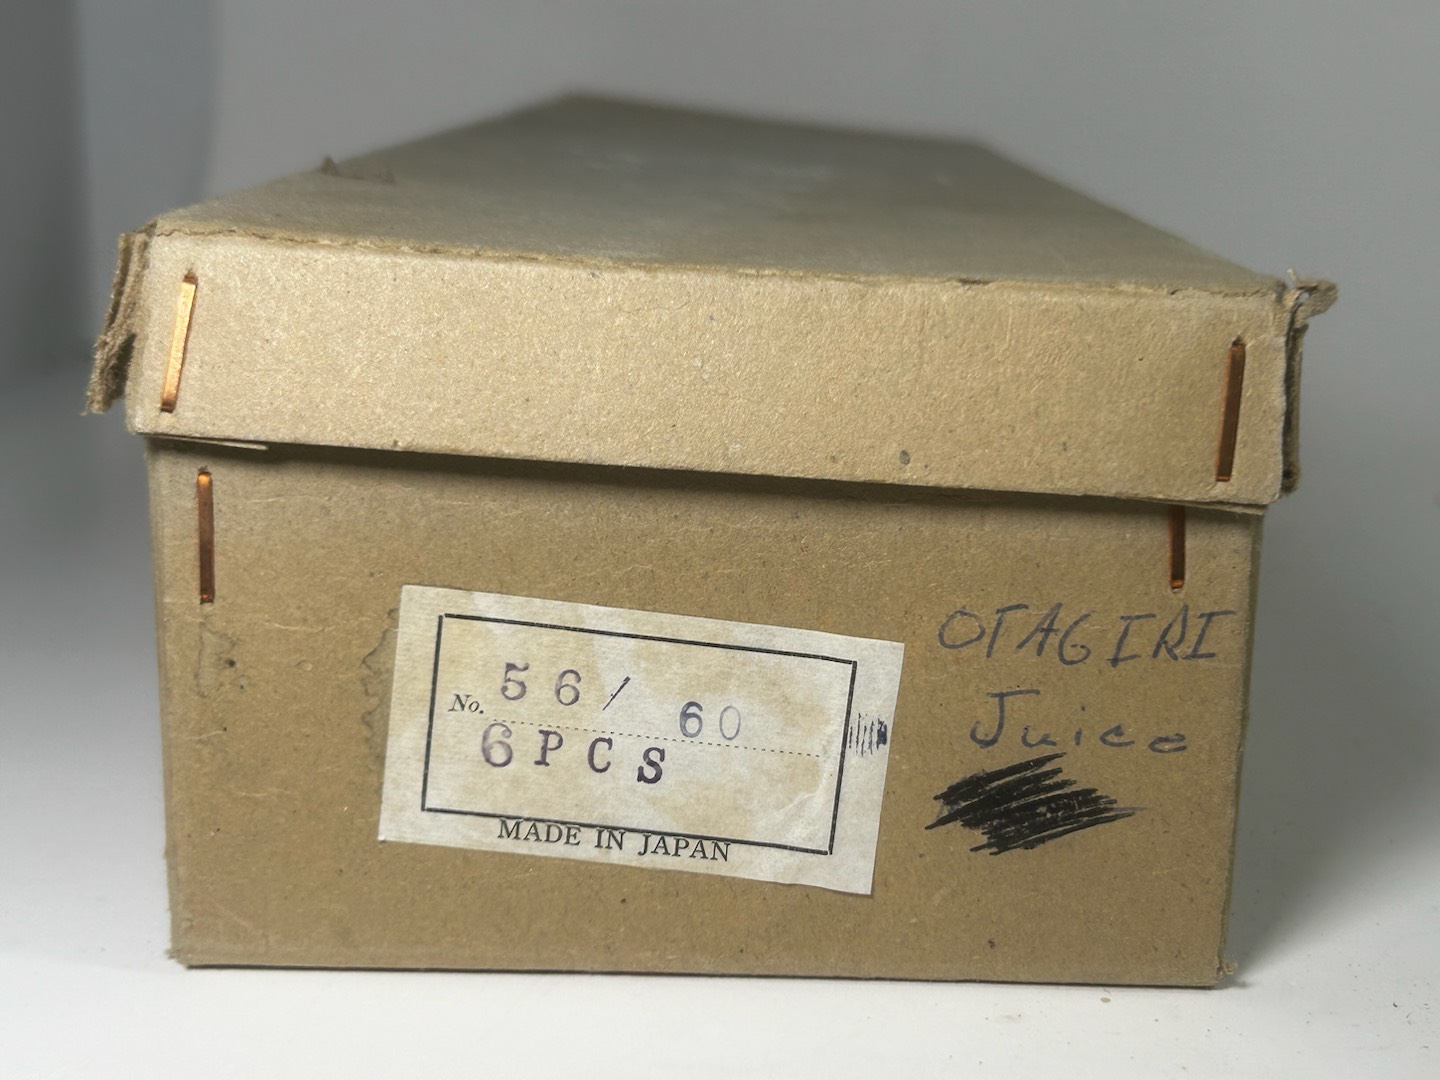 No. 56/60
6PCS
MADE IN JAPAN
OTAGIRI
Juice